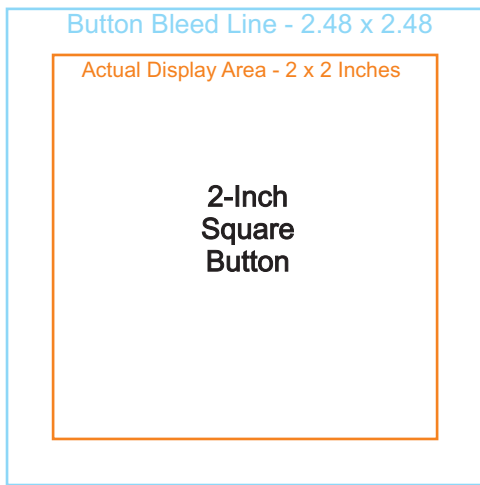 Button Bleed Line - 2.48 x 2.48
Actual Display Area - 2 x 2 Inches
2-Inch
Square
Button